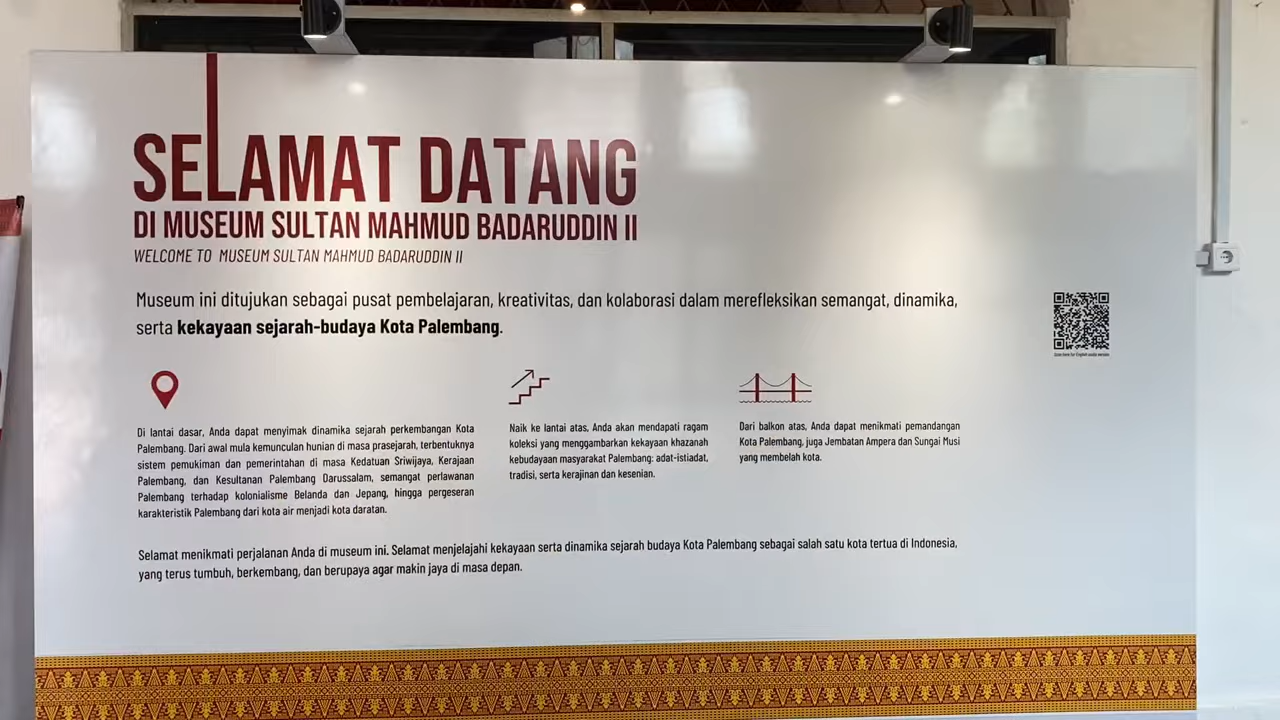 SELAMAT DATANG
DI MUSEUM SULTAN MAHMUD BADARUDDIN II
WELCOME TO MUSEUM SULTAN MAHMUD BADARUDDIN II
Museum ini ditujukan sebagai pusat pembelajaran, kreativitas, dan kolaborasi dalam merefleksikan semangat, dinamika,
serta kekayaan sejarah-budaya Kota Palembang.
Di lantai dasar, Anda dapat menyimak dinamika sejarah perkembangan Kota
Palembang. Dari awal mula kemunculan hunian di masa prasejarah, terbentuknya
sistem pemukiman dan pemerintahan di masa Kedatuan Sriwijaya, Kerajaan
Palembang, dan Kesultanan Palembang Darussalam, semangat perlawanan
Palembang terhadap kolonialisme Belanda dan Jepang, hingga pergeseran
karakteristik Palembang dari kota air menjadi kota daratan.
Naik ke lantai atas, Anda akan mendapati ragam
koleksi yang menggambarkan kekayaan khazanah
kebudayaan masyarakat Palembang: adat-istiadat,
tradisi, serta kerajinan dan kesenian.
Dari balkon atas, Anda dapat menikmati pemandangan
Kota Palembang, juga Jembatan Ampera dan Sungai Musi
yang membelah kota.
Selamat menikmati perjalanan Anda di museum ini. Selamat menjelajahi kekayaan serta dinamika sejarah budaya Kota Palembang sebagai salah satu kota tertua di Indonesia,
yang terus tumbuh, berkembang, dan berupaya agar makin jaya di masa depan.
Scan here for English audio version